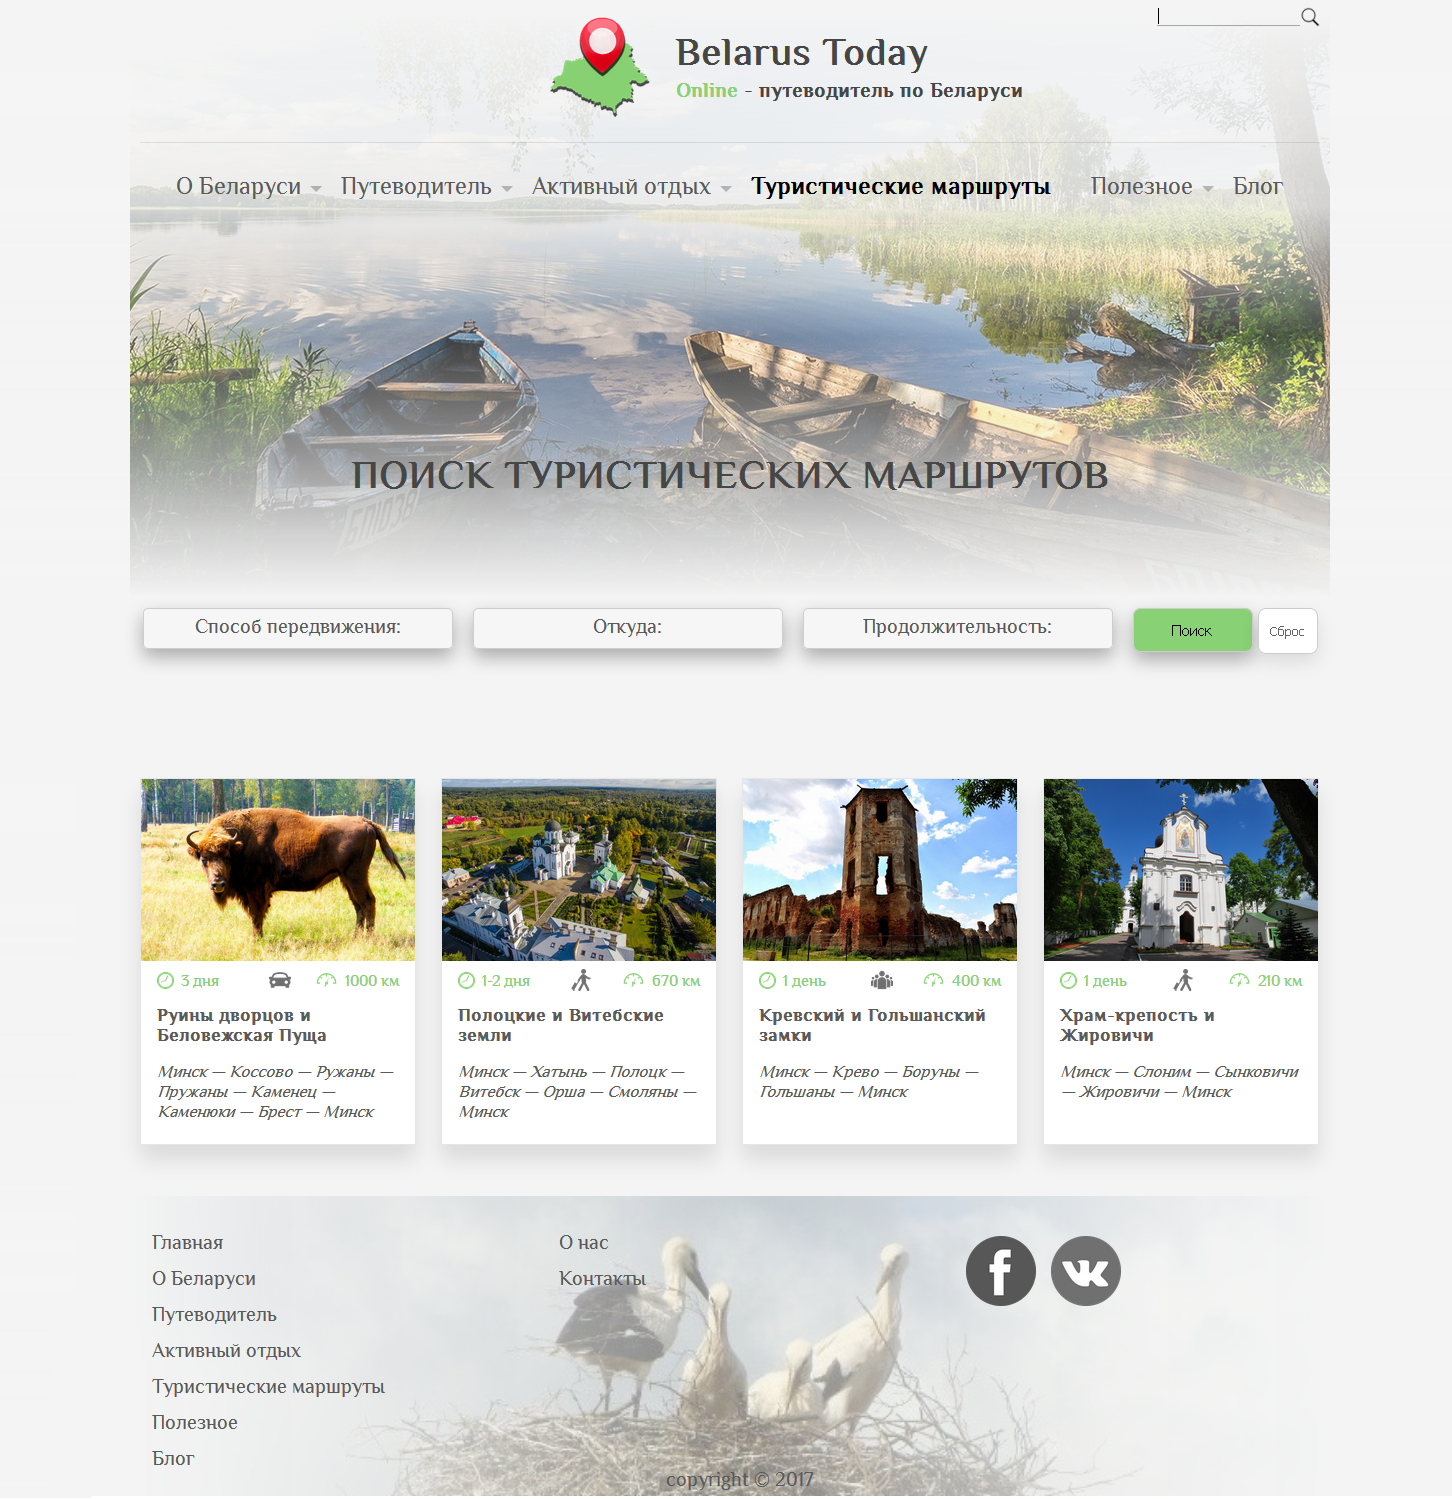 Belarus Today
Online - путеводитель по Беларуси
О Беларуси Путеводитель Активный отдых Туристические маршруты Полезное Блог
ПОИСК ТУРИСТИЧЕСКИХ МАРШРУТОВ
Способ передвижения: Откуда: Продолжительность: Поиск Сброс
3 дня 1000 км
Руины дворцов и
Беловежская Пуща
Минск — Коссово — Ружаны —
Пружаны — Каменец —
Каменюки — Брест — Минск
1-2 дня 670 км
Полоцкие и Витебские
земли
Минск — Хатынь — Полоцк —
Витебск — Орша — Смоляны —
Минск
1 день 400 км
Кревский и Гольшанский
замки
Минск — Крево — Боруны —
Гольшаны — Минск
1 день 210 км
Храм-крепость и
Жировичи
Минск — Слоним — Сынковичи
— Жировичи — Минск
Главная
О Беларуси
Путеводитель
Активный отдых
Туристические маршруты
Полезное
Блог
О нас
Контакты
copyright © 2017